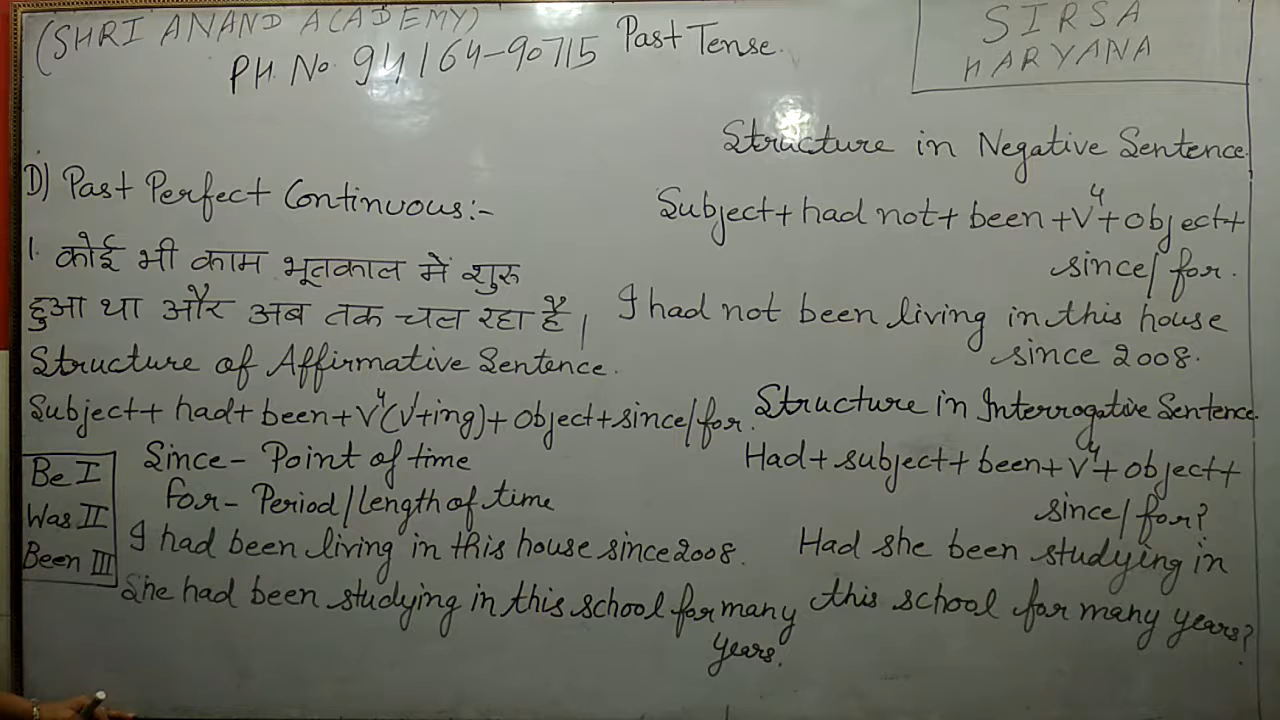 (SHRI ANAND ACADEMY)
PH. No. 94164-90715
Past Tense.
SIRSA
HARYANA
D) Past Perfect Continuous:-
1. कोई भी काम भूतकाल में शुरू
हुआ था और अब तक चल रहा है।
Structure of Affirmative Sentence.
Subject+ had+ been+V⁴(V¹+ing)+ Object+since/for.
Since- Point of time
For- Period/Length of time
Be I
Was II
Been III
I had been living in this house since 2008.
She had been studying in this school for many
years.
Structure in Negative Sentence.
Subject+ had not+ been +V⁴+object+
since/ for.
I had not been living in this house
since 2008.
Structure in Interrogative Sentence.
Had+ subject+ been+V⁴+object+
since/ for?
Had she been studying in
this school for many years?